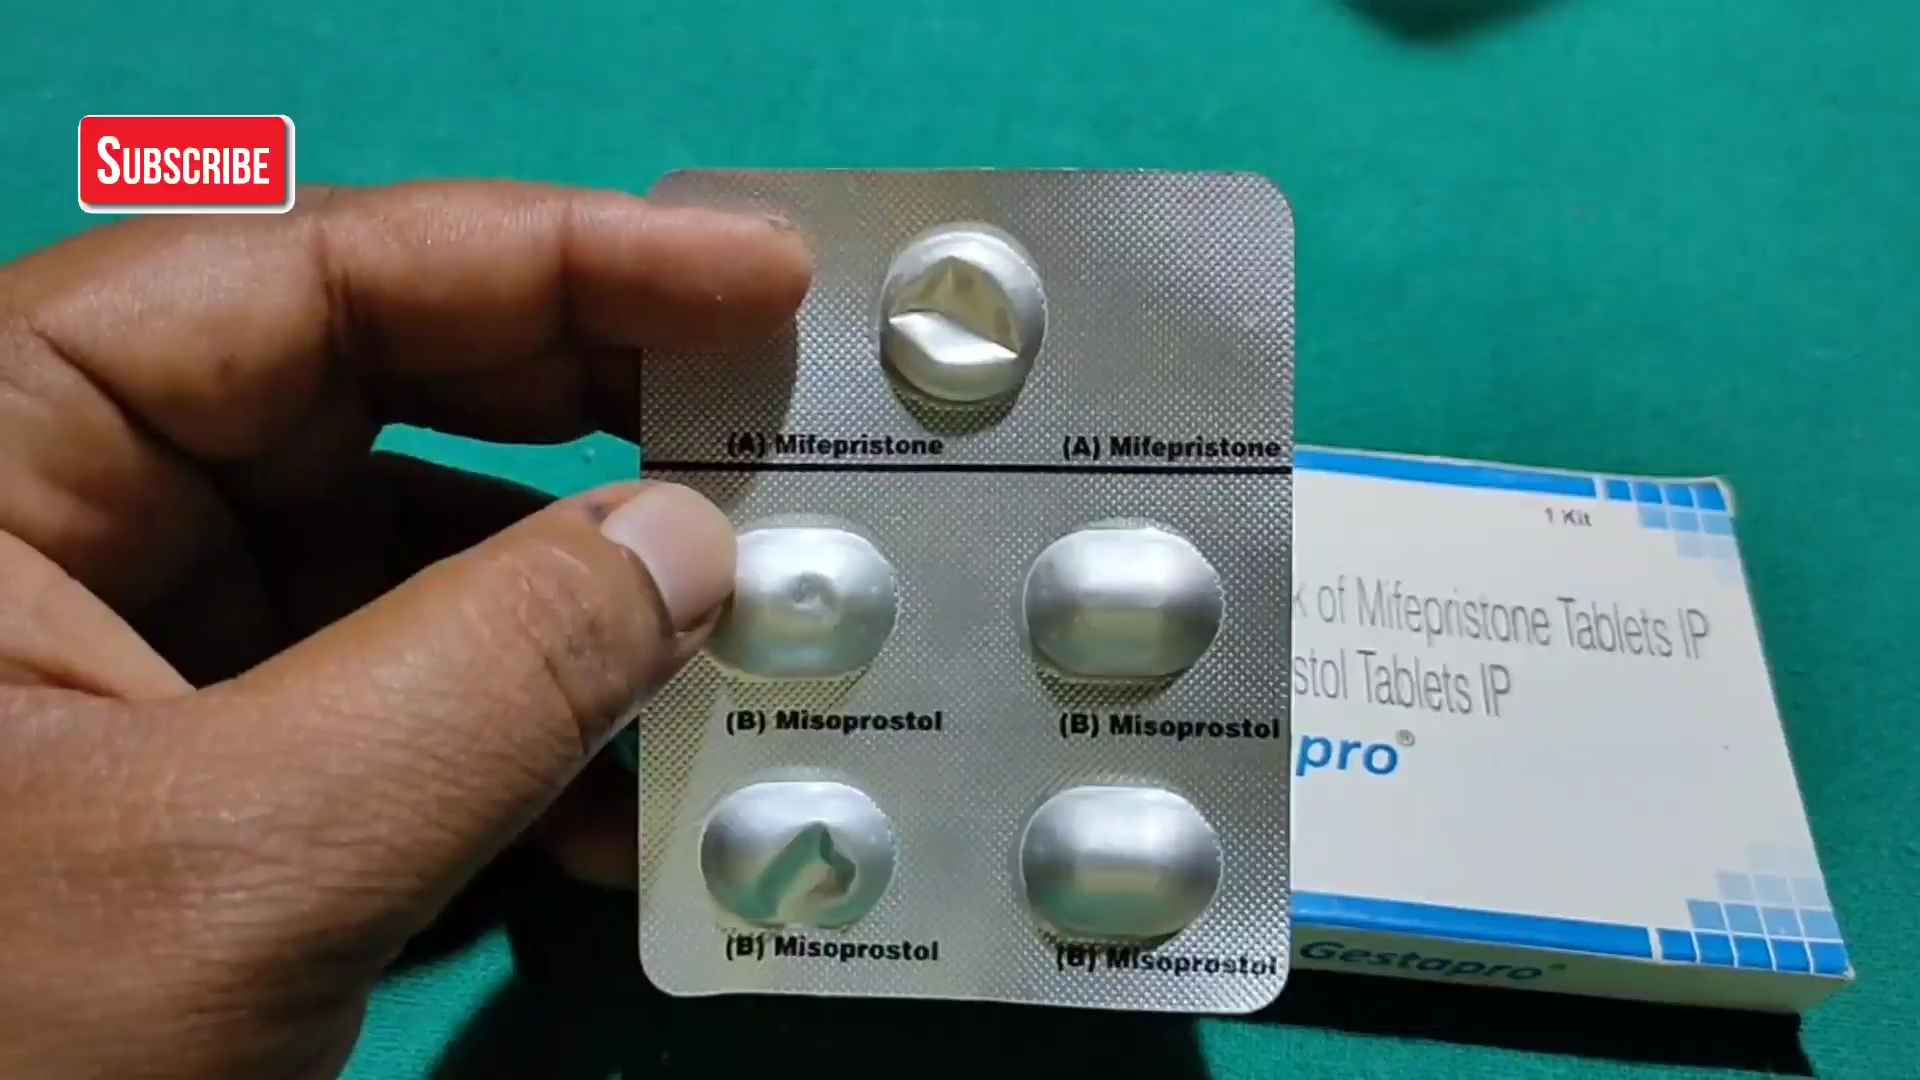 SUBSCRIBE
(A) Mifepristone (A) Mifepristone
(B) Misoprostol (B) Misoprostol
(B) Misoprostol (B) Misoprostol
1 Kit
of Mifepristone Tablets IP
stol Tablets IP
pro®
Gestapro®